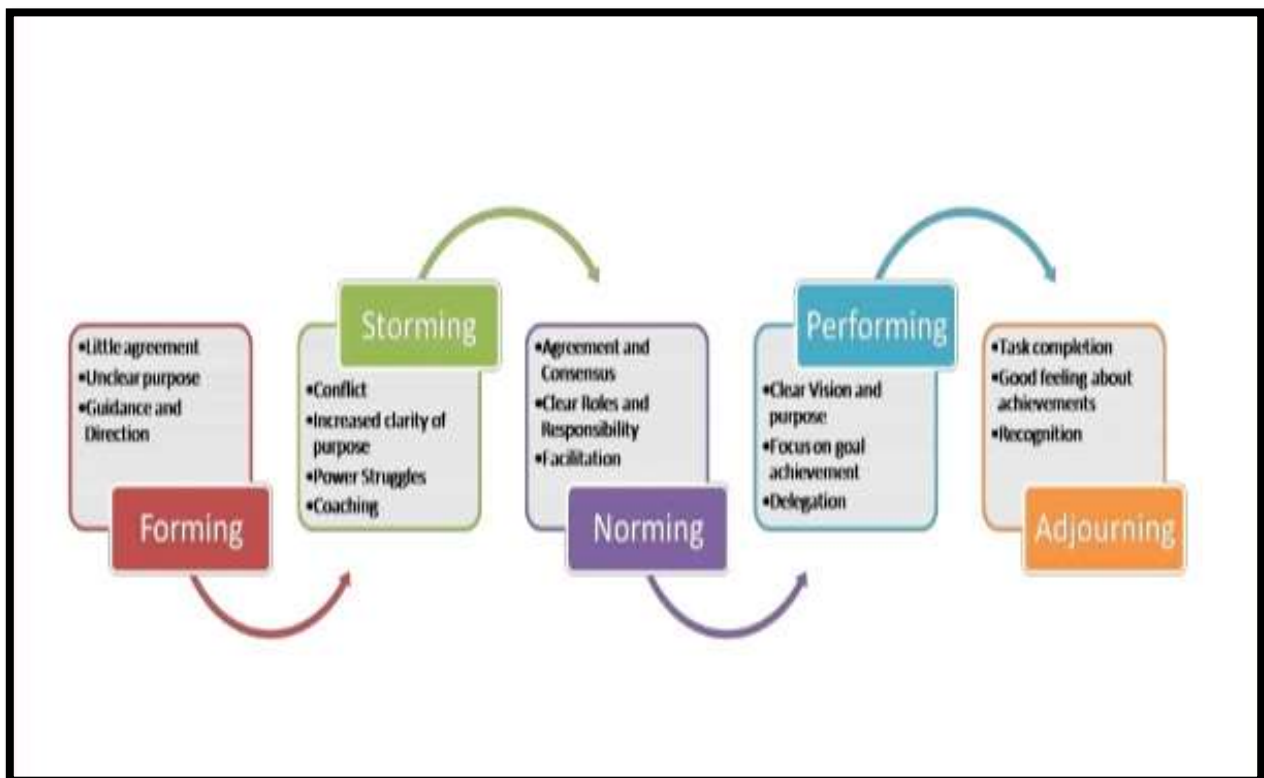 •Little agreement
•Unclear purpose
•Guidance and
Direction
Forming
Storming
•Conflict
•Increased clarity of
purpose
•Power Struggles
•Coaching
•Agreement and
Consensus
•Clear Roles and
Responsibility
•Facilitation
Norming
Performing
•Clear Vision and
purpose
•Focus on goal
achievement
•Delegation
•Task completion
•Good feeling about
achievements
•Recognition
Adjourning